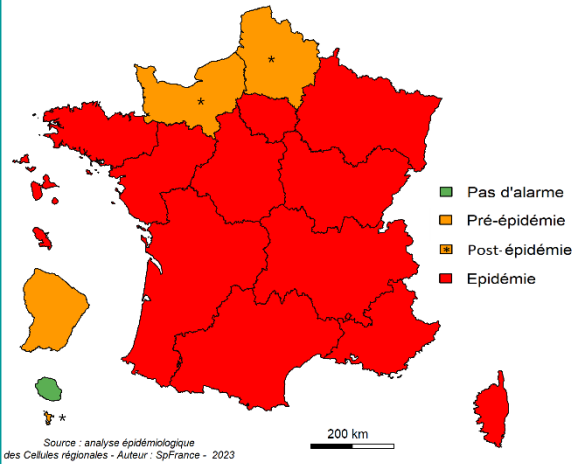 Pas d'alarme
Pré-épidémie
* Post-épidémie
Epidémie
*
*
*
200 km
Source : analyse épidémiologique
des Cellules régionales - Auteur : SpFrance - 2023